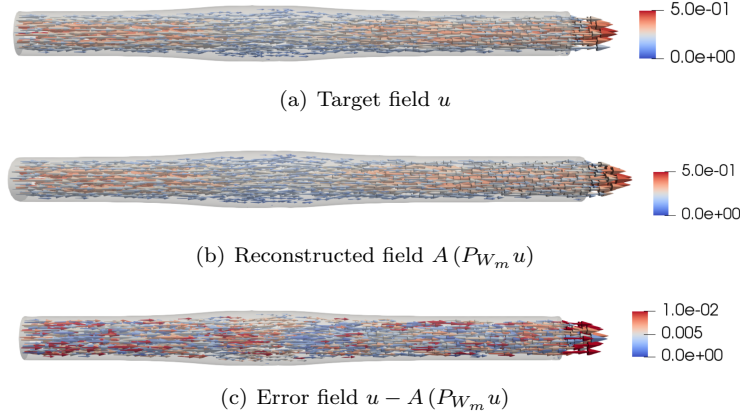 5.0e-01
0.0e+00
(a) Target field u
5.0e-01
0.0e+00
(b) Reconstructed field A (P_{W_m} u)
1.0e-02
0.005
0.0e+00
(c) Error field u − A (P_{W_m} u)